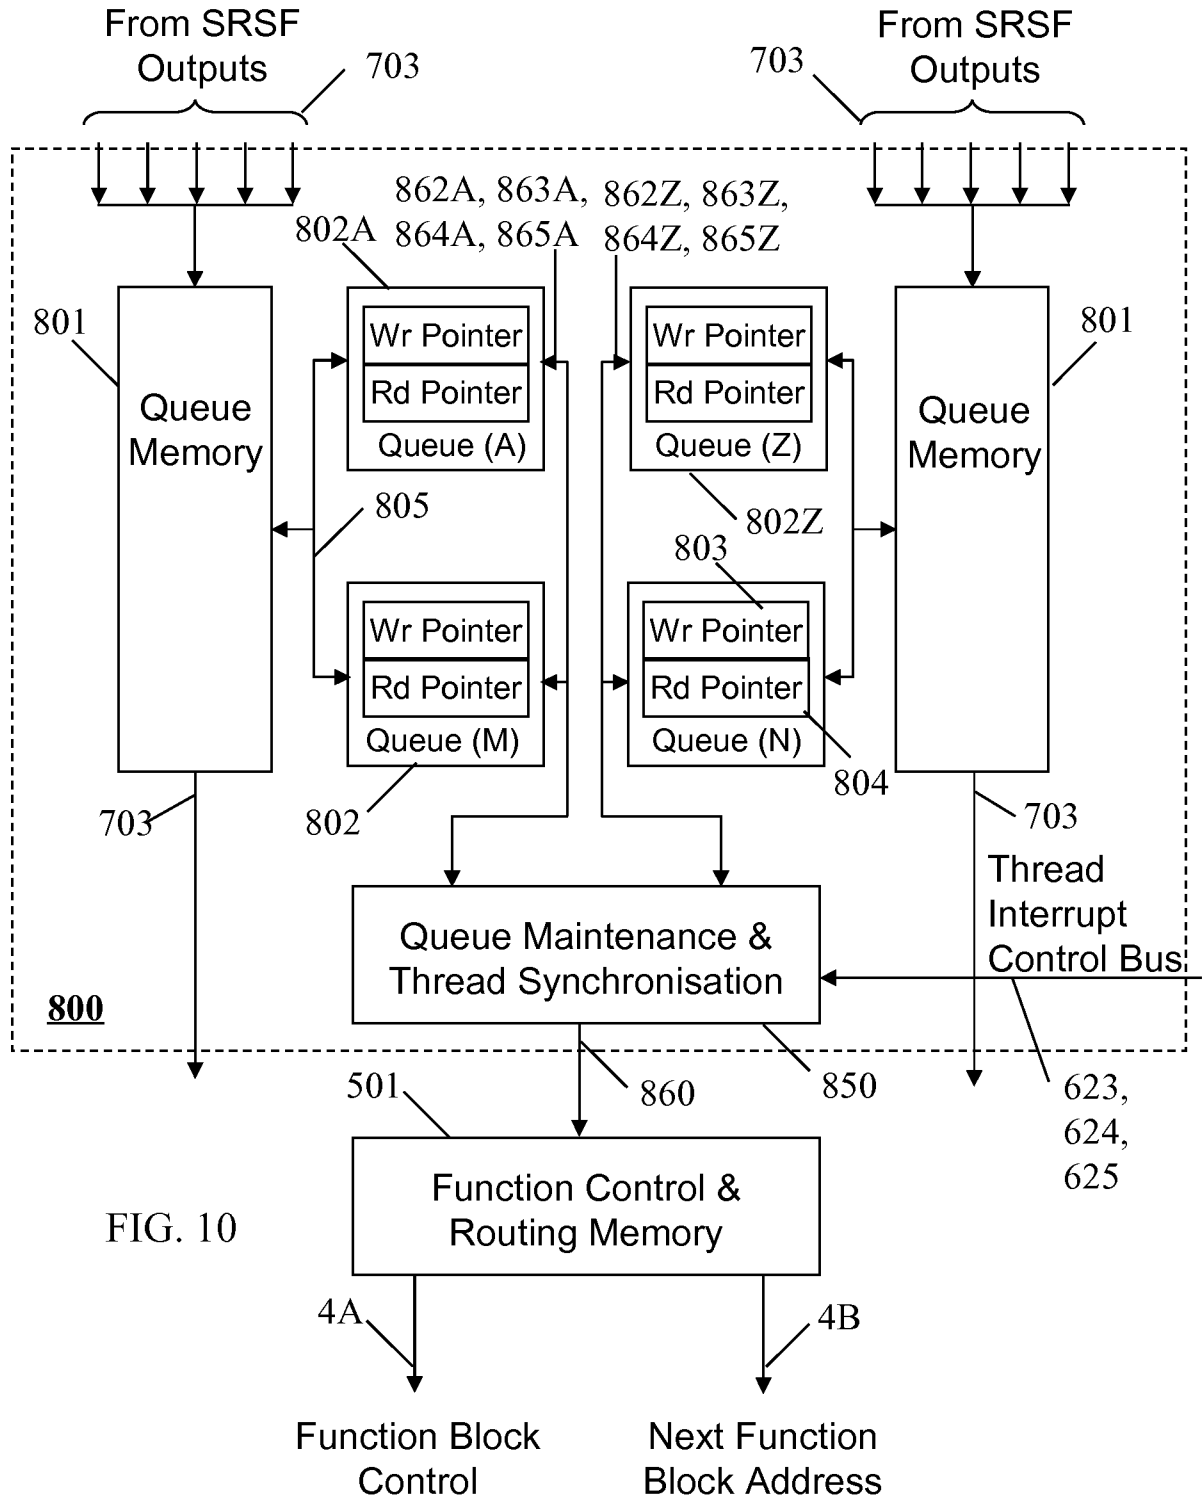 From SRSF
Outputs
703
703
From SRSF
Outputs
862A, 863A,
864A, 865A
862Z, 863Z,
864Z, 865Z
802A
801
Queue
Memory
Wr Pointer
Rd Pointer
Queue (A)
Wr Pointer
Rd Pointer
Queue (Z)
801
Queue
Memory
805
802Z
803
Wr Pointer
Rd Pointer
Queue (M)
Wr Pointer
Rd Pointer
Queue (N)
703
802
804
703
Thread
Interrupt
Control Bus
Queue Maintenance &
Thread Synchronisation
800
501
860
850
623,
624,
625
Function Control &
Routing Memory
FIG. 10
4A
4B
Function Block
Control
Next Function
Block Address